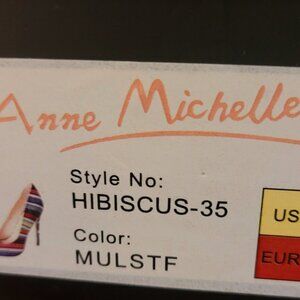 Anne Michelle
Style No:
HIBISCUS-35
Color:
MULSTF
US
EUR